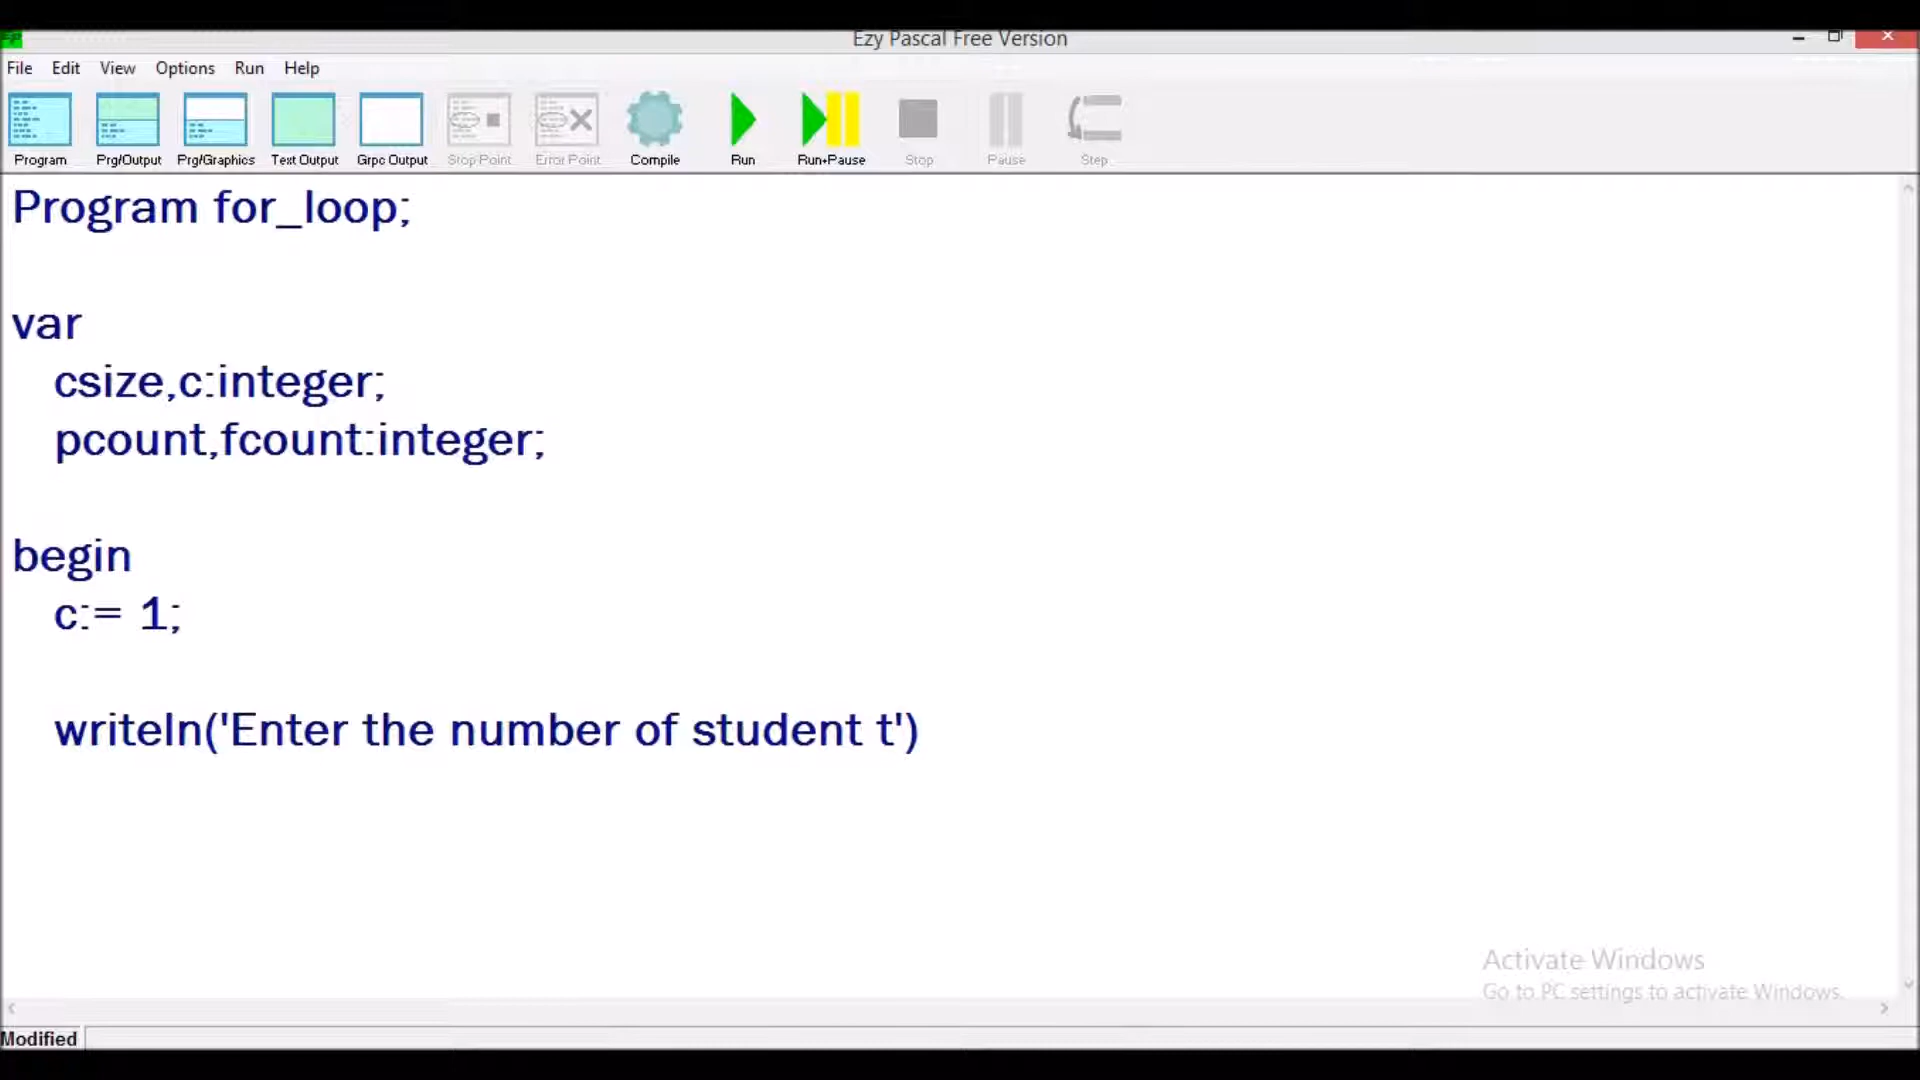 Ezy Pascal Free Version
File Edit View Options Run Help
Program Prg/Output Prg/Graphics Text Output Grpc Output Stop Point Error Point Compile Run Run+Pause Stop Pause Step
Program for_loop;
var
csize,c:integer;
pcount,fcount:integer;
begin
c:= 1;
writeln('Enter the number of student t')
Activate Windows
Go to PC settings to activate Windows.
Modified